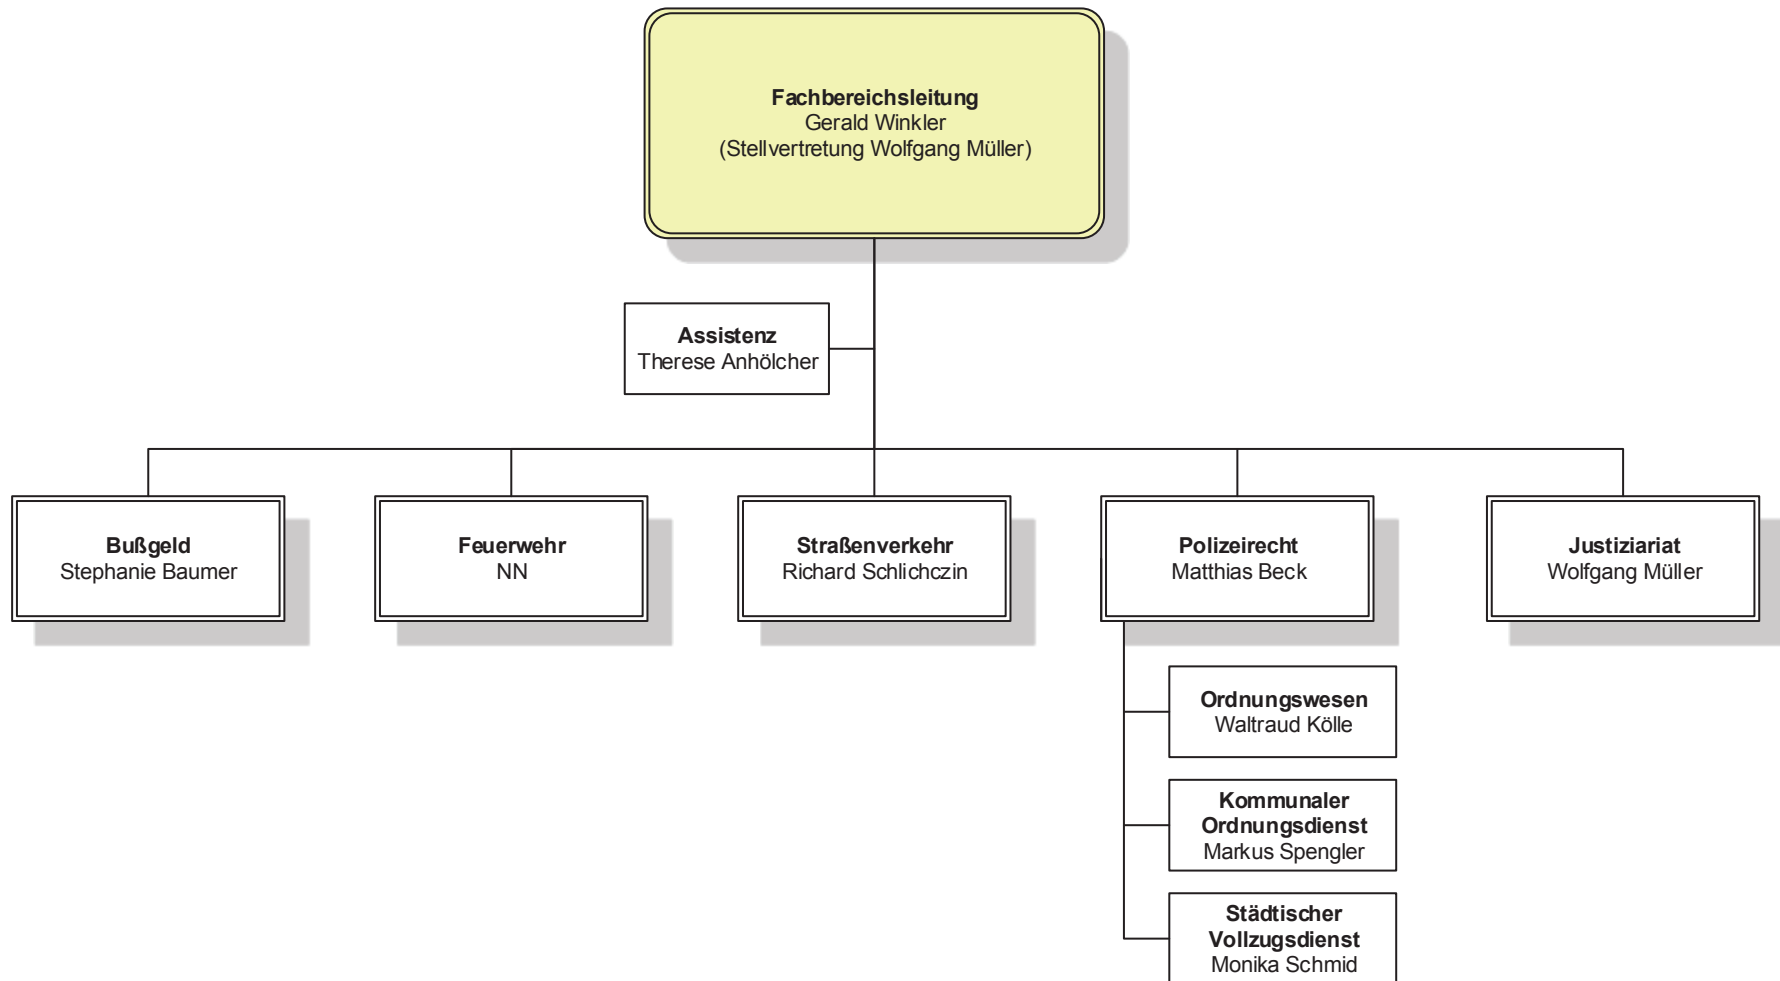 Fachbereichsleitung
Gerald Winkler
(Stellvertretung Wolfgang Müller)
Assistenz
Therese Anhölcher
Bußgeld
Stephanie Baumer
Feuerwehr
NN
Straßenverkehr
Richard Schlichczin
Polizeirecht
Matthias Beck
Justiziariat
Wolfgang Müller
Ordnungswesen
Waltraud Kölle
Kommunaler
Ordnungsdienst
Markus Spengler
Städtischer
Vollzugsdienst
Monika Schmid